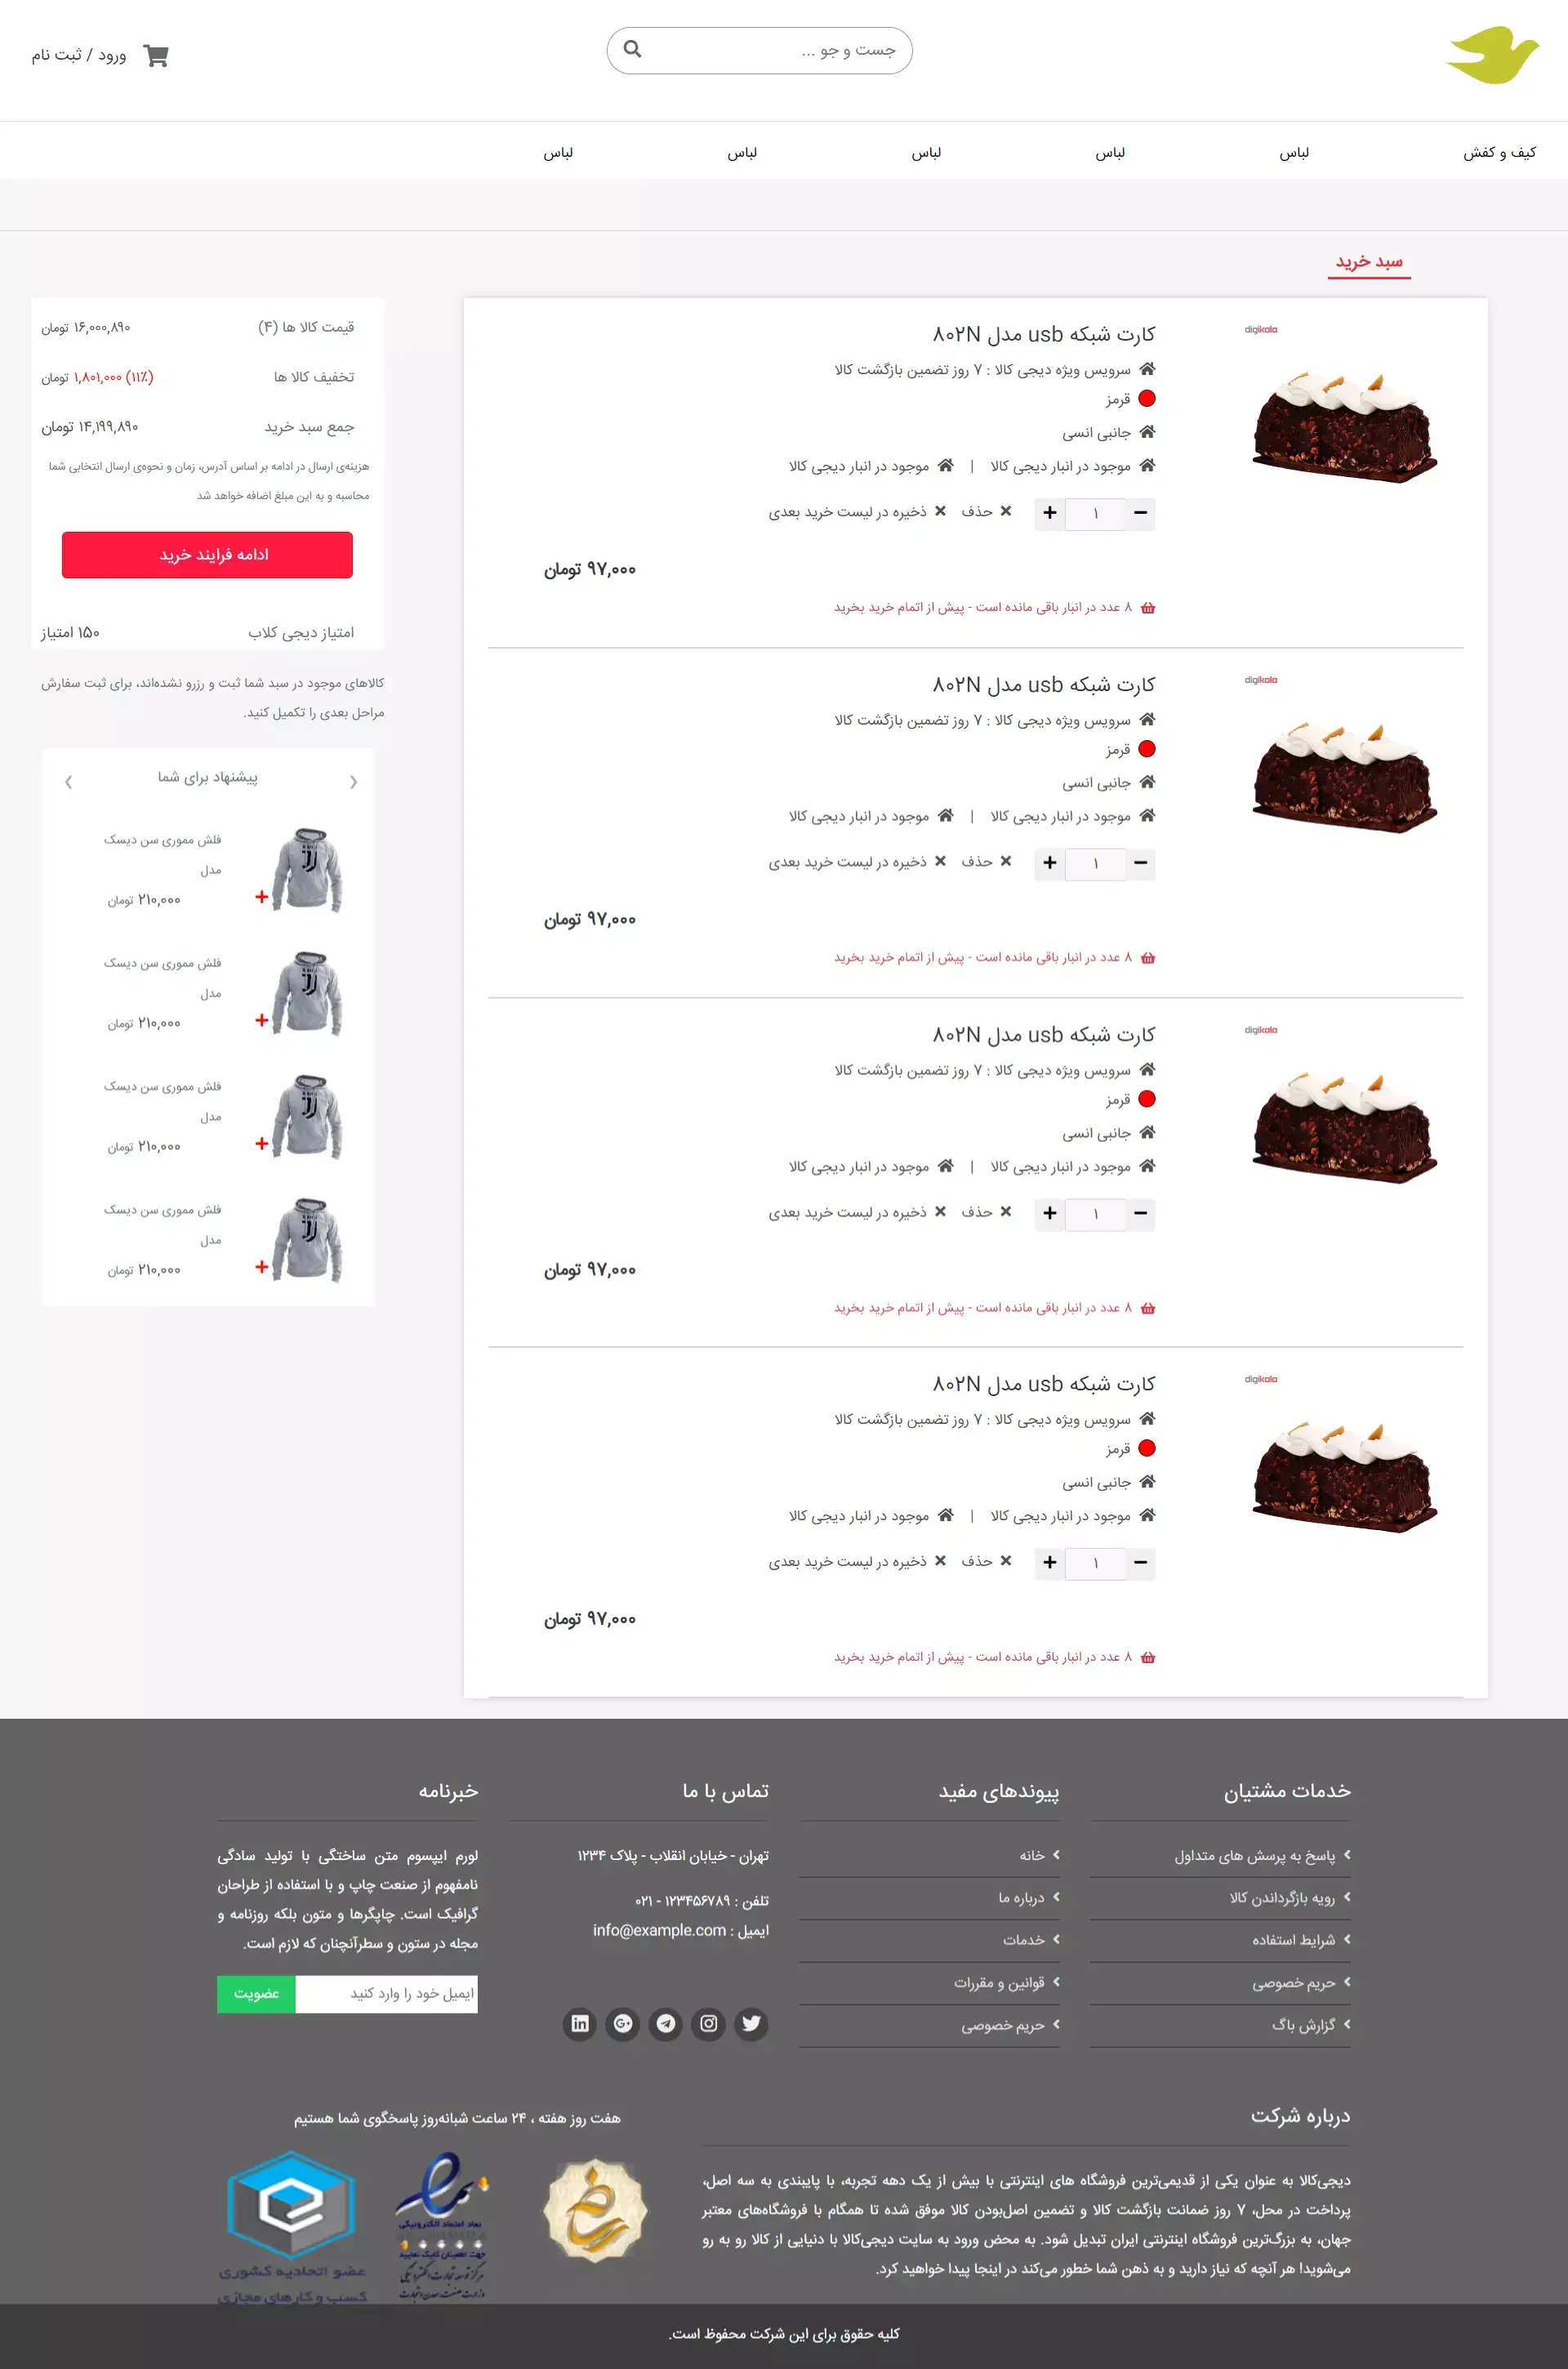 جست و جو ...
ورود / ثبت نام
کیف و کفش
لباس
لباس
لباس
لباس
لباس
سبد خرید
digikala
کارت شبکه usb مدل ۸۰۲N
سرویس ویژه دیجی کالا : ۷ روز تضمین بازگشت کالا
قرمز
جانبی انسی
موجود در انبار دیجی کالا | موجود در انبار دیجی کالا
۱ حذف ذخیره در لیست خرید بعدی
۹۷,۰۰۰ تومان
۸ عدد در انبار باقی مانده است - پیش از اتمام خرید بخرید
digikala
کارت شبکه usb مدل ۸۰۲N
سرویس ویژه دیجی کالا : ۷ روز تضمین بازگشت کالا
قرمز
جانبی انسی
موجود در انبار دیجی کالا | موجود در انبار دیجی کالا
۱ حذف ذخیره در لیست خرید بعدی
۹۷,۰۰۰ تومان
۸ عدد در انبار باقی مانده است - پیش از اتمام خرید بخرید
digikala
کارت شبکه usb مدل ۸۰۲N
سرویس ویژه دیجی کالا : ۷ روز تضمین بازگشت کالا
قرمز
جانبی انسی
موجود در انبار دیجی کالا | موجود در انبار دیجی کالا
۱ حذف ذخیره در لیست خرید بعدی
۹۷,۰۰۰ تومان
۸ عدد در انبار باقی مانده است - پیش از اتمام خرید بخرید
digikala
کارت شبکه usb مدل ۸۰۲N
سرویس ویژه دیجی کالا : ۷ روز تضمین بازگشت کالا
قرمز
جانبی انسی
موجود در انبار دیجی کالا | موجود در انبار دیجی کالا
۱ حذف ذخیره در لیست خرید بعدی
۹۷,۰۰۰ تومان
۸ عدد در انبار باقی مانده است - پیش از اتمام خرید بخرید
قیمت کالا ها (۴) ۱۶,۰۰۰,۸۹۰ تومان
تخفیف کالا ها (۱۱٪) ۱,۸۰۱,۰۰۰ تومان
جمع سبد خرید ۱۴,۱۹۹,۸۹۰ تومان
هزینه‌ی ارسال در ادامه بر اساس آدرس، زمان و نحوه‌ی ارسال انتخابی شما
محاسبه و به این مبلغ اضافه خواهد شد
ادامه فرایند خرید
امتیاز دیجی کلاب ۱۵۰ امتیاز
کالاهای موجود در سبد شما ثبت و رزرو نشده‌اند، برای ثبت سفارش
مراحل بعدی را تکمیل کنید.
پیشنهاد برای شما
فلش مموری سن دیسک
مدل
۲۱۰,۰۰۰ تومان
فلش مموری سن دیسک
مدل
۲۱۰,۰۰۰ تومان
فلش مموری سن دیسک
مدل
۲۱۰,۰۰۰ تومان
فلش مموری سن دیسک
مدل
۲۱۰,۰۰۰ تومان
خدمات مشتیان
پاسخ به پرسش های متداول
رویه بازگرداندن کالا
شرایط استفاده
حریم خصوصی
گزارش باگ
پیوندهای مفید
خانه
درباره ما
خدمات
قوانین و مقررات
حریم خصوصی
تماس با ما
تهران - خیابان انقلاب - پلاک ۱۲۳۴
تلفن : ۱۲۳۴۵۶۷۸۹ - ۰۲۱
ایمیل : info@example.com
خبرنامه
لورم ایپسوم متن ساختگی با تولید سادگی
نامفهوم از صنعت چاپ و با استفاده از طراحان
گرافیک است. چاپگرها و متون بلکه روزنامه و
مجله در ستون و سطرآنچنان که لازم است.
ایمیل خود را وارد کنید
عضویت
درباره شرکت
دیجی‌کالا به عنوان یکی از قدیمی‌ترین فروشگاه های اینترنتی با بیش از یک دهه تجربه، با پایبندی به سه اصل،
پرداخت در محل، ۷ روز ضمانت بازگشت کالا و تضمین اصل‌بودن کالا موفق شده تا همگام با فروشگاه‌های معتبر
جهان، به بزرگ‌ترین فروشگاه اینترنتی ایران تبدیل شود. به محض ورود به سایت دیجی‌کالا با دنیایی از کالا رو به رو
می‌شوید! هر آنچه که نیاز دارید و به ذهن شما خطور می‌کند در اینجا پیدا خواهید کرد.
هفت روز هفته ، ۲۴ ساعت شبانه‌روز پاسخگوی شما هستیم
نماد اعتماد الکترونیکی
جهت اطمینان کلیک نمایید
مرکز توسعه تجارت الکترونیکی
وزارت صنعت معدن و تجارت
عضو اتحادیه کشوری
کسب و کارهای مجازی
کلیه حقوق برای این شرکت محفوظ است.